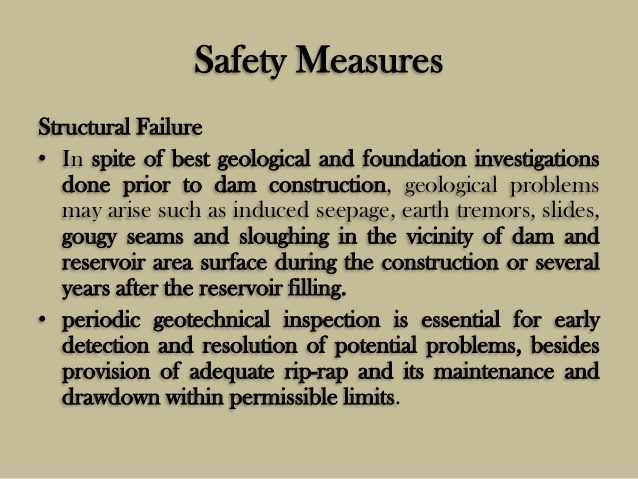 Safety Measures
Structural Failure
• In spite of best geological and foundation investigations
done prior to dam construction, geological problems
may arise such as induced seepage, earth tremors, slides,
gougy seams and sloughing in the vicinity of dam and
reservoir area surface during the construction or several
years after the reservoir filling.
• periodic geotechnical inspection is essential for early
detection and resolution of potential problems, besides
provision of adequate rip-rap and its maintenance and
drawdown within permissible limits.